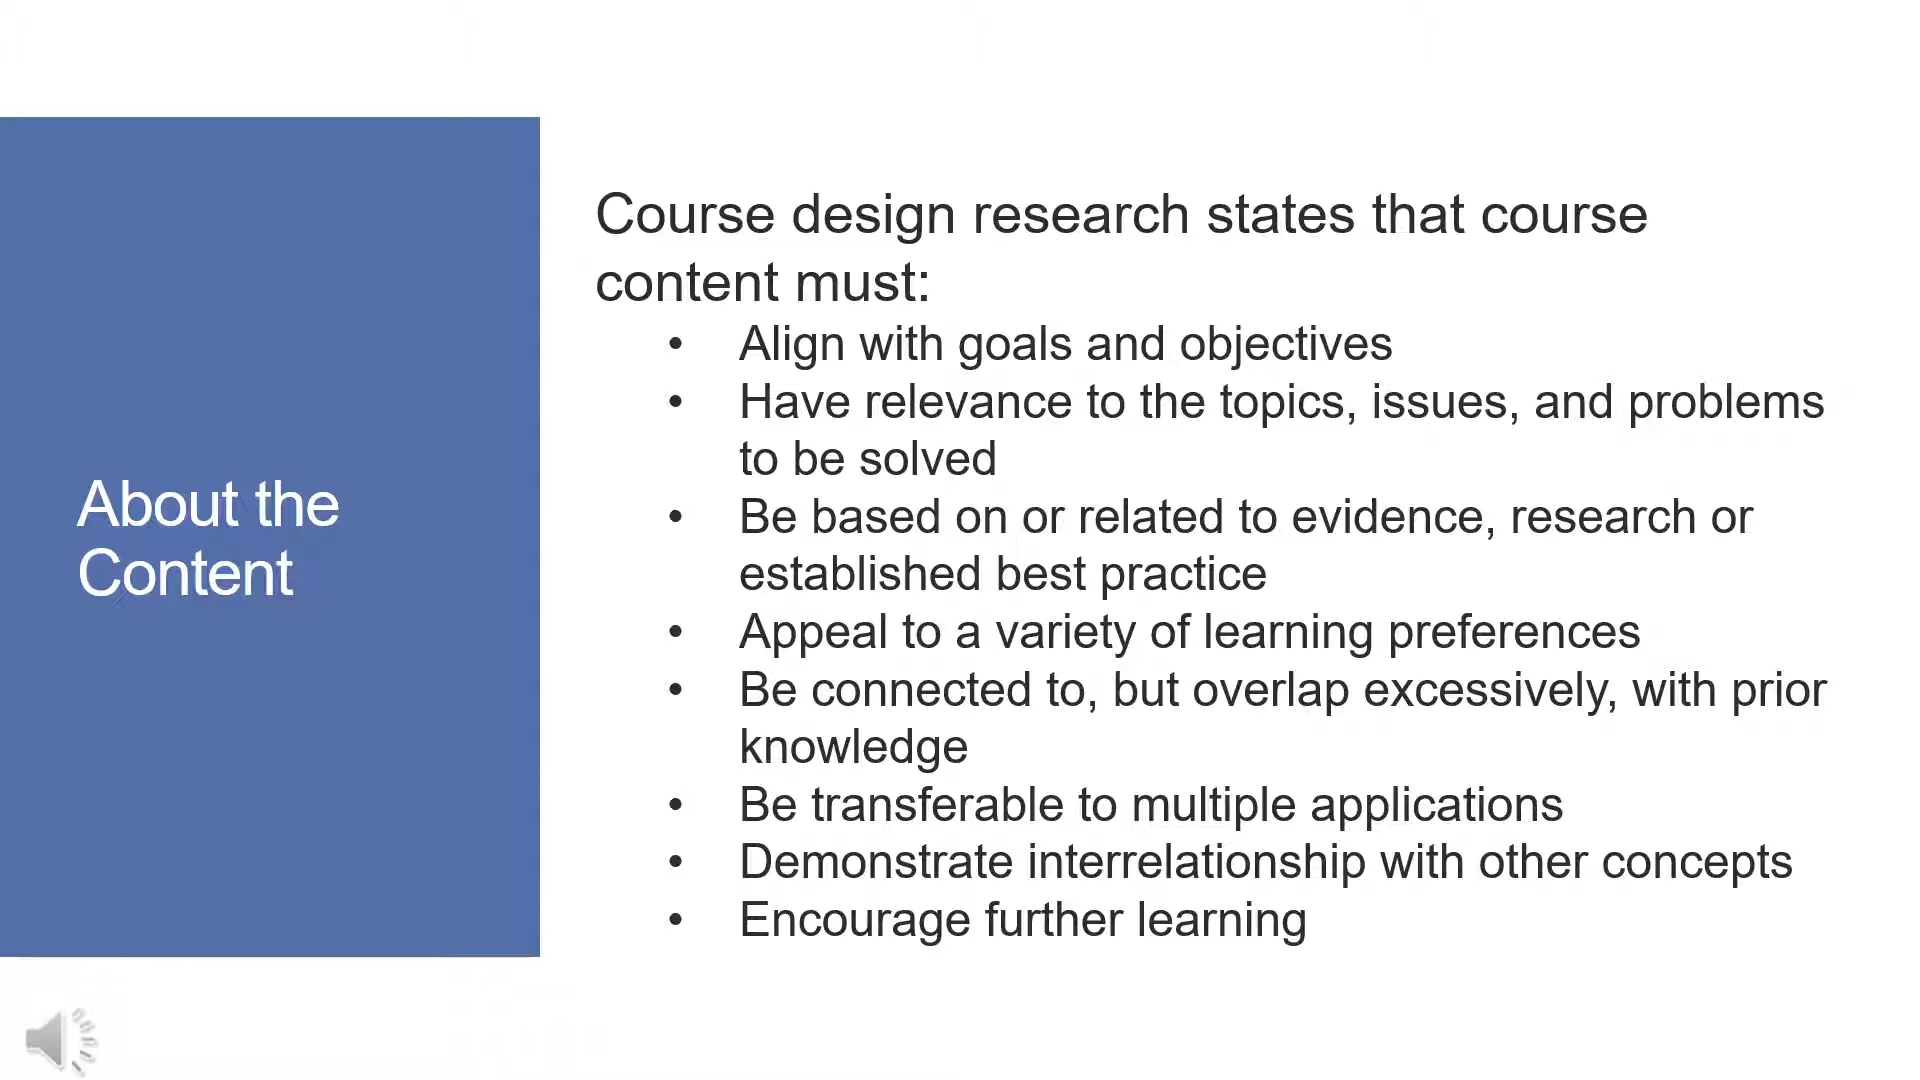 About the
Content
Course design research states that course
content must:
• Align with goals and objectives
• Have relevance to the topics, issues, and problems
to be solved
• Be based on or related to evidence, research or
established best practice
• Appeal to a variety of learning preferences
• Be connected to, but overlap excessively, with prior
knowledge
• Be transferable to multiple applications
• Demonstrate interrelationship with other concepts
• Encourage further learning